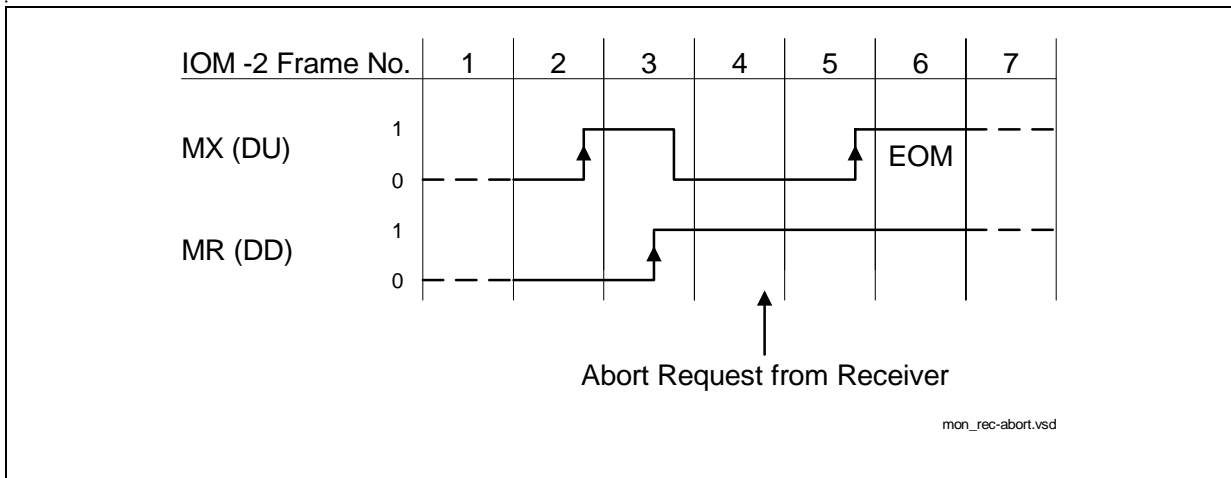 IOM -2 Frame No. 1 2 3 4 5 6 7
1
MX (DU)
EOM
0
1
MR (DD)
0
Abort Request from Receiver
mon_rec-abort.vsd